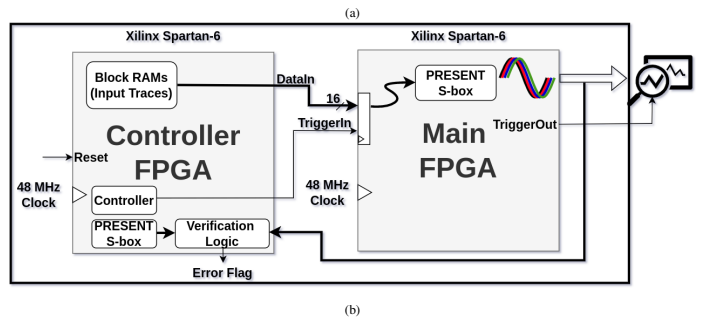 (a)
Xilinx Spartan-6
Xilinx Spartan-6
Block RAMs
(Input Traces)
DataIn
16
PRESENT
S-box
TriggerIn
TriggerOut
Controller
FPGA
Main
FPGA
Reset
48 MHz
Clock
48 MHz
Clock
Controller
PRESENT
S-box
Verification
Logic
Error Flag
(b)